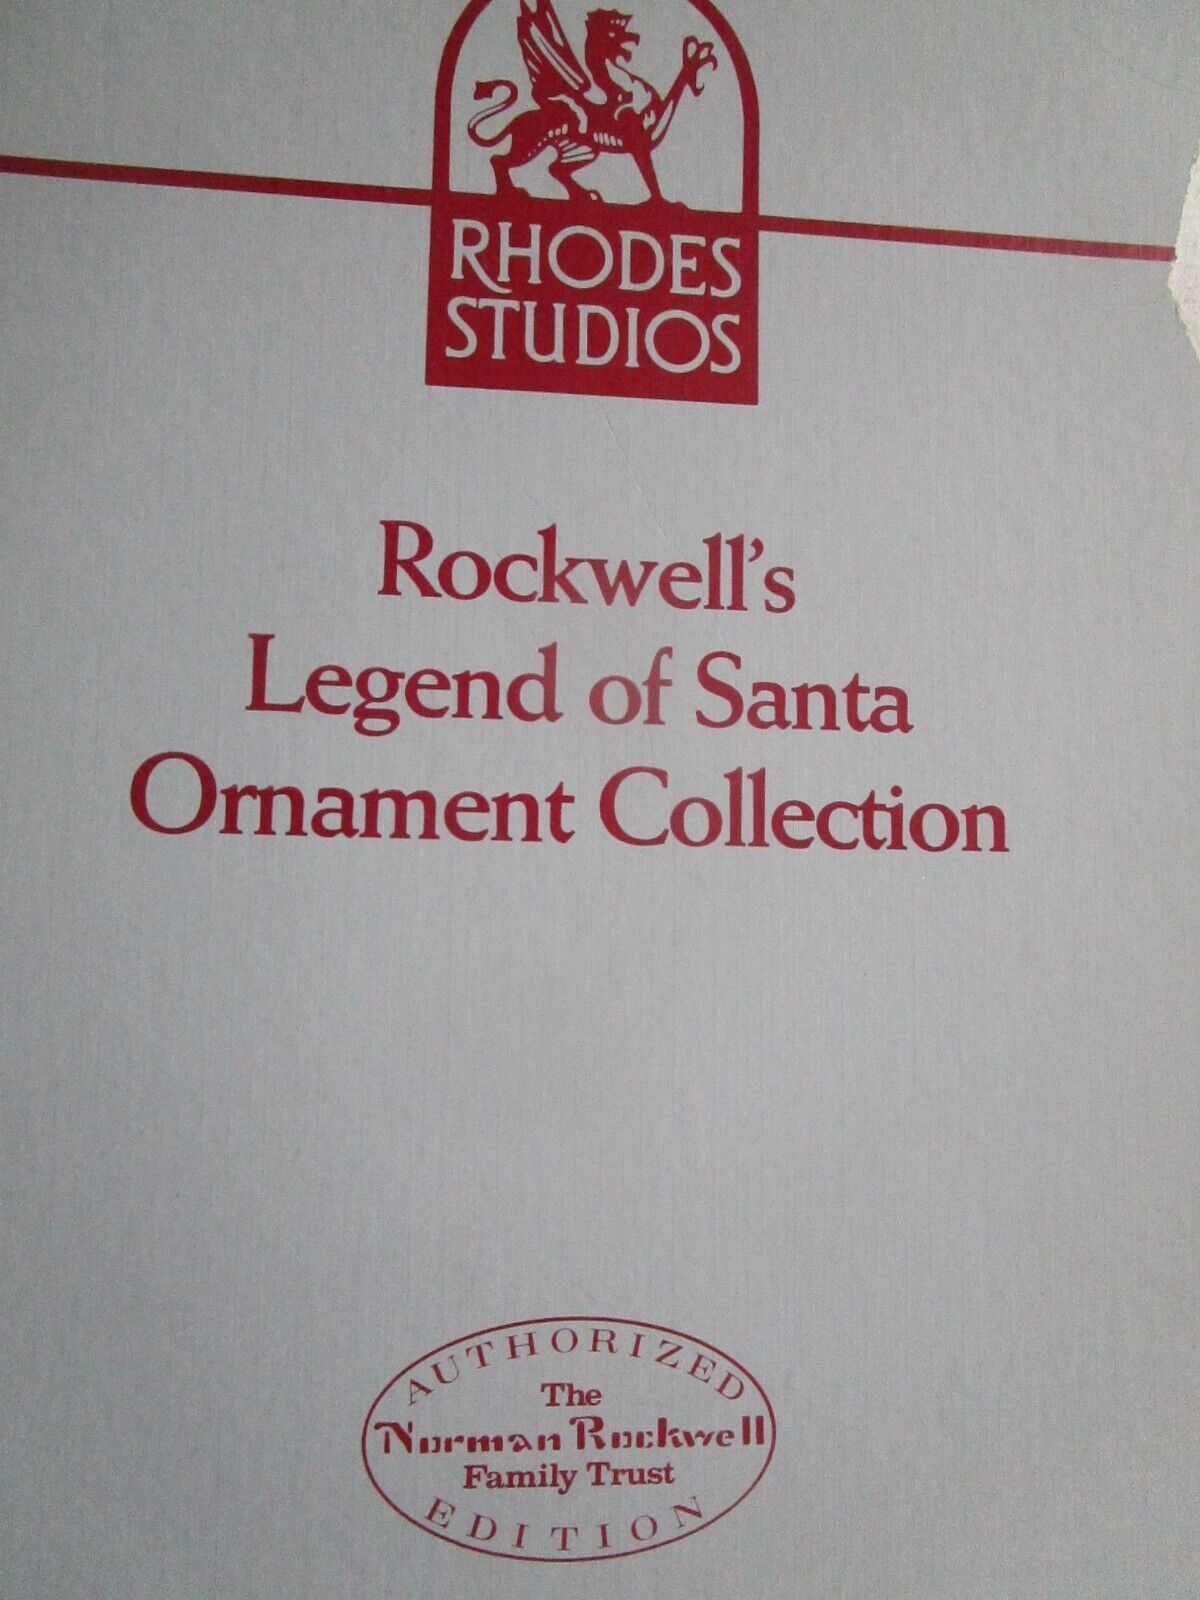 RHODES
STUDIOS
Rockwell's
Legend of Santa
Ornament Collection
AUTHORIZED
The
Norman Rockwell
Family Trust
EDITION